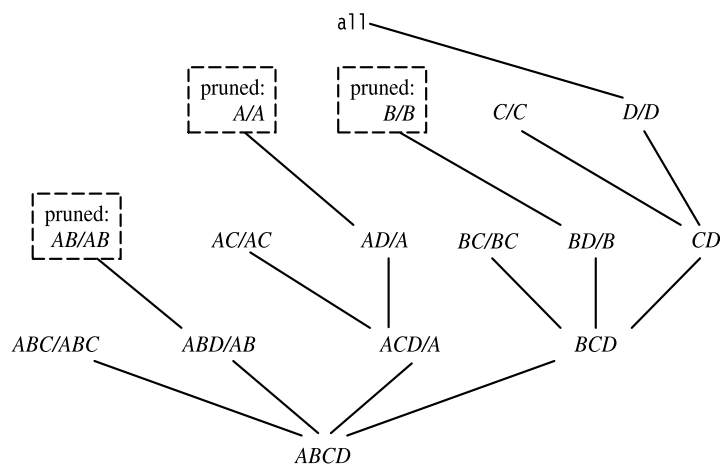 all
pruned:
A/A
pruned:
B/B
C/C
D/D
pruned:
AB/AB
AC/AC
AD/A
BC/BC
BD/B
CD
ABC/ABC
ABD/AB
ACD/A
BCD
ABCD